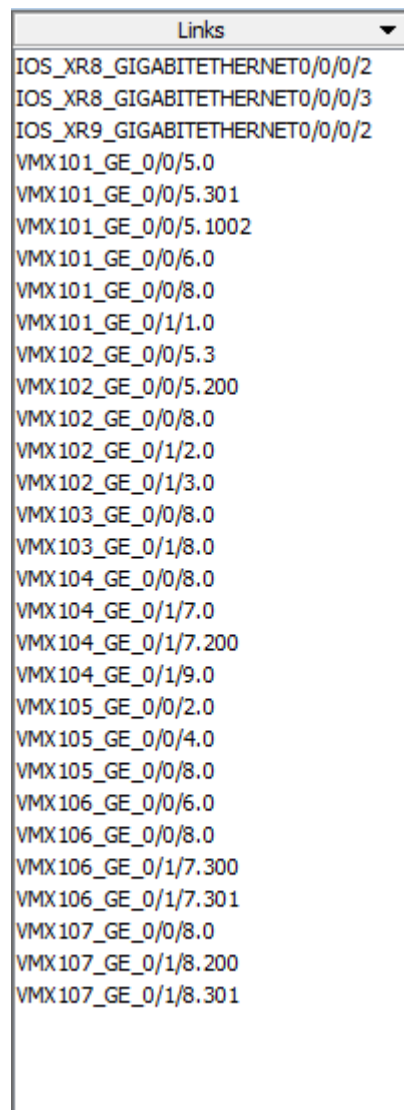 Links
IOS_XR8_GIGABITETHERNET0/0/0/2
IOS_XR8_GIGABITETHERNET0/0/0/3
IOS_XR9_GIGABITETHERNET0/0/0/2
VMX101_GE_0/0/5.0
VMX101_GE_0/0/5.301
VMX101_GE_0/0/5.1002
VMX101_GE_0/0/6.0
VMX101_GE_0/0/8.0
VMX101_GE_0/1/1.0
VMX102_GE_0/0/5.3
VMX102_GE_0/0/5.200
VMX102_GE_0/0/8.0
VMX102_GE_0/1/2.0
VMX102_GE_0/1/3.0
VMX103_GE_0/0/8.0
VMX103_GE_0/1/8.0
VMX104_GE_0/0/8.0
VMX104_GE_0/1/7.0
VMX104_GE_0/1/7.200
VMX104_GE_0/1/9.0
VMX105_GE_0/0/2.0
VMX105_GE_0/0/4.0
VMX105_GE_0/0/8.0
VMX106_GE_0/0/6.0
VMX106_GE_0/0/8.0
VMX106_GE_0/1/7.300
VMX106_GE_0/1/7.301
VMX107_GE_0/0/8.0
VMX107_GE_0/1/8.200
VMX107_GE_0/1/8.301